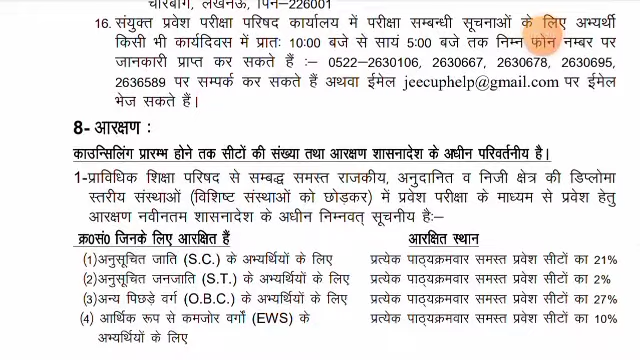 चारबाग, लखनऊ, पिन–226001
16. संयुक्त प्रवेश परीक्षा परिषद कार्यालय में परीक्षा सम्बन्धी सूचनाओं के लिए अभ्यर्थी
किसी भी कार्यदिवस में प्रातः 10:00 बजे से सायं 5:00 बजे तक निम्न फोन नम्बर पर
जानकारी प्राप्त कर सकते हैं :– 0522–2630106, 2630667, 2630678, 2630695,
2636589 पर सम्पर्क कर सकते हैं अथवा ईमेल jeecuphelp@gmail.com पर ईमेल
भेज सकते हैं।
8- आरक्षण :
काउन्सिलिंग प्रारम्भ होने तक सीटों की संख्या तथा आरक्षण शासनादेश के अधीन परिवर्तनीय है।
1-प्राविधिक शिक्षा परिषद से सम्बद्ध समस्त राजकीय, अनुदानित व निजी क्षेत्र की डिप्लोमा
स्तरीय संस्थाओं (विशिष्ट संस्थाओं को छोड़कर) में प्रवेश परीक्षा के माध्यम से प्रवेश हेतु
आरक्षण नवीनतम शासनादेश के अधीन निम्नवत् सूचनीय है:–
क्र0सं0 जिनके लिए आरक्षित हैं आरक्षित स्थान
(1)अनुसूचित जाति (S.C.) के अभ्यर्थियों के लिए प्रत्येक पाठ्यक्रमवार समस्त प्रवेश सीटों का 21%
(2)अनुसूचित जनजाति (S.T.) के अभ्यर्थियों के लिए प्रत्येक पाठ्यक्रमवार समस्त प्रवेश सीटों का 2%
(3)अन्य पिछड़े वर्ग (O.B.C.) के अभ्यर्थियों के लिए प्रत्येक पाठ्यक्रमवार समस्त प्रवेश सीटों का 27%
(4) आर्थिक रूप से कमजोर वर्गों (EWS) के प्रत्येक पाठ्यक्रमवार समस्त प्रवेश सीटों का 10%
अभ्यर्थियों के लिए